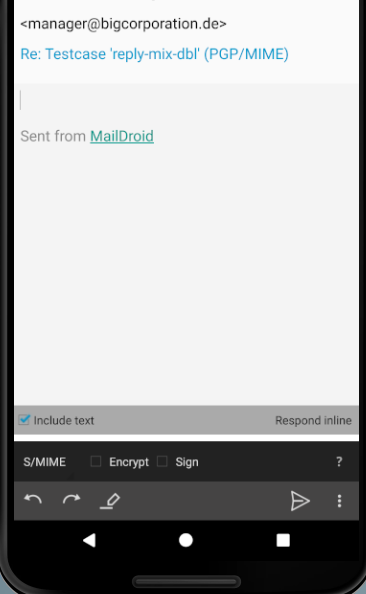 <manager@bigcorporation.de>
Re: Testcase 'reply-mix-dbl' (PGP/MIME)
Sent from MailDroid
Include text Respond inline
S/MIME Encrypt Sign ?